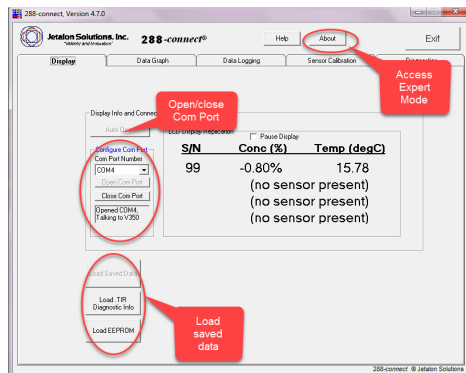 288-connect, Version 4.7.0
Jetalon Solutions, Inc.
"Velocity and Innovation"
288-connect®
Help
About
Exit
Display
Data Graph
Data Logging
Sensor Calibration
Access
Expert
Mode
Open/close
Com Port
Display Info and Connec
LCD Display Replication
Pause Display
Configure Com Port
Com Port Number
COM4
Open Com Port
Close Com Port
Opened COM4,
Talking to V350
S/N
Conc (%)
Temp (degC)
99
-0.80%
15.78
(no sensor present)
(no sensor present)
(no sensor present)
Load Saved Data
Load .TIR
Diagnostic Info
Load EEPROM
Load
saved
data
288-connect © Jetalon Solutions